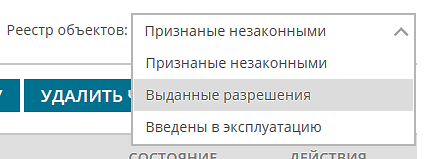 Реестр объектов: Признаные незаконными
Признаные незаконными
Выданные разрешения
УДАЛИТЬ
Введены в эксплуатацию
СОСТОЯНИЕ ДЕЙСТВИЯ